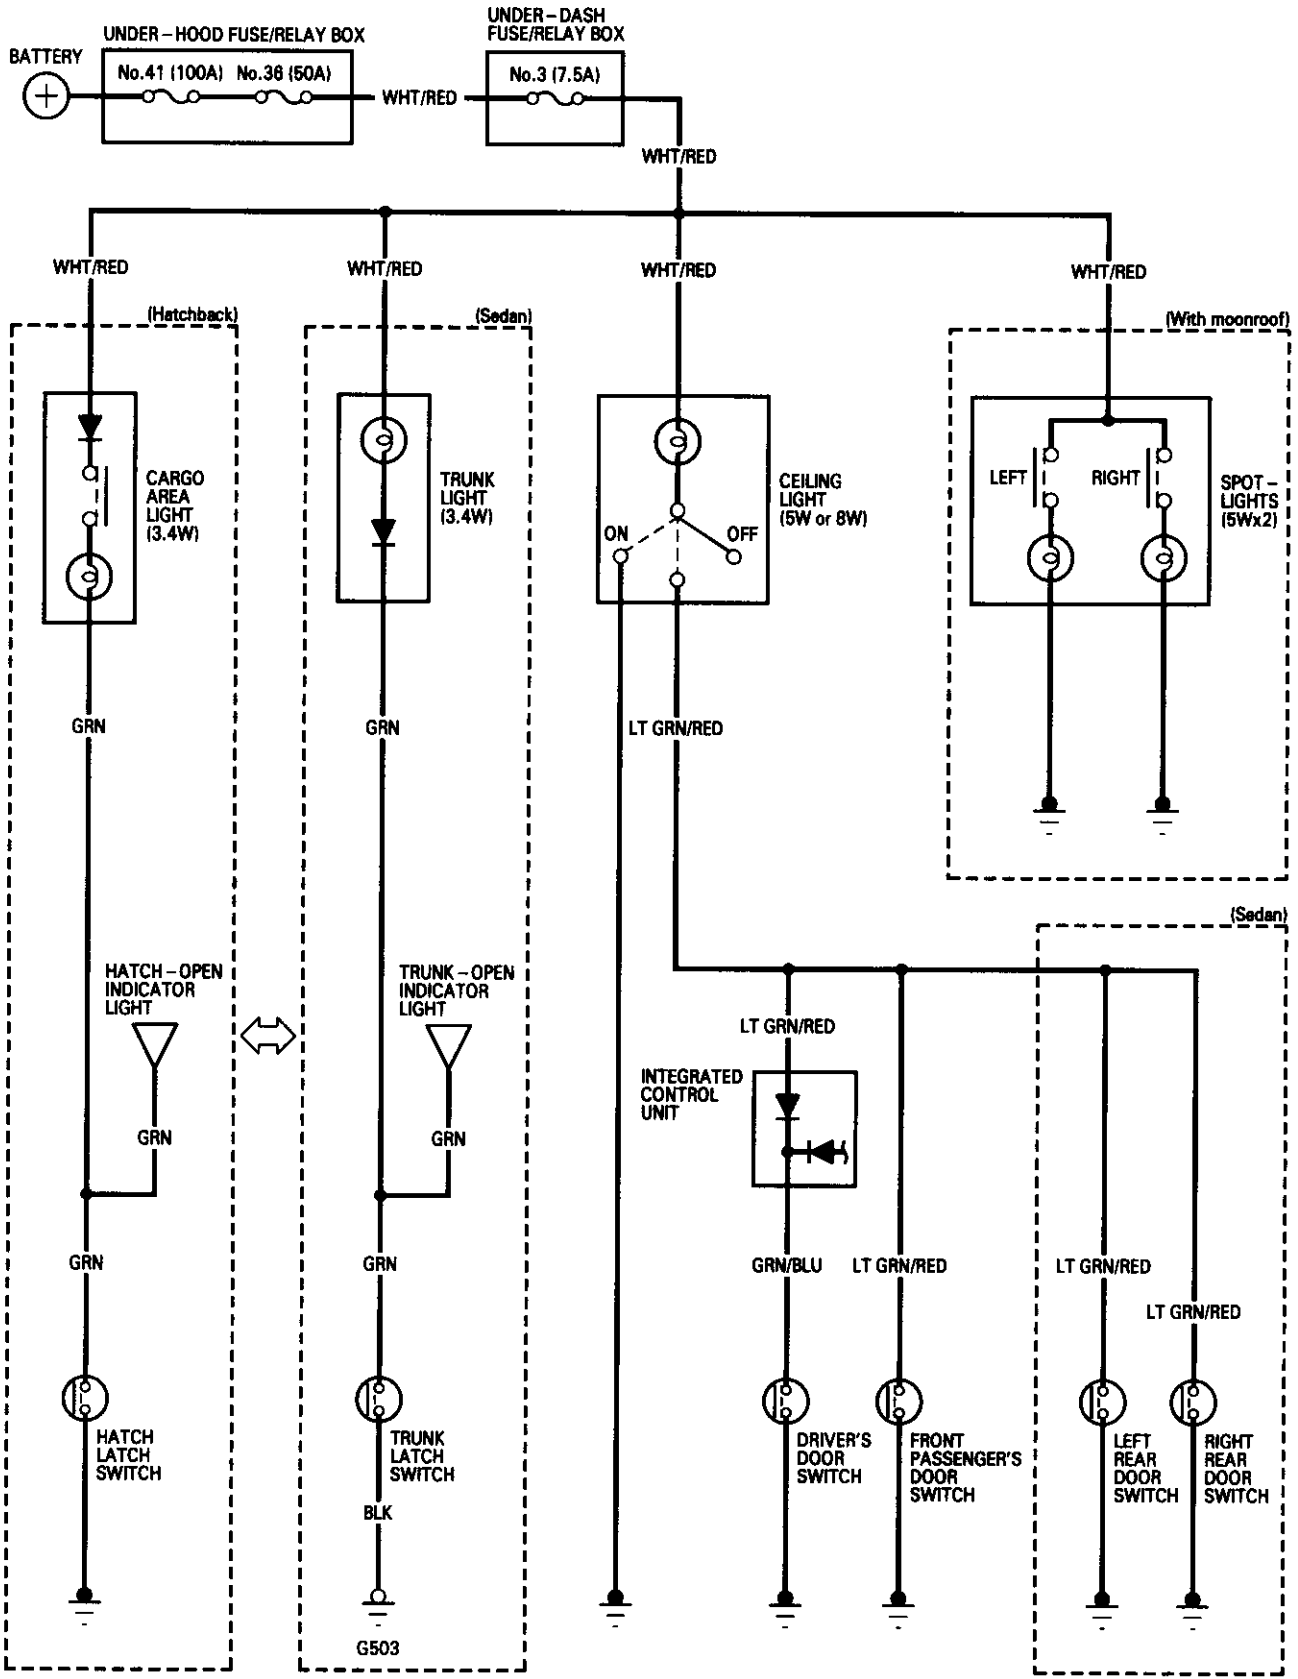 UNDER-DASH
FUSE/RELAY BOX
UNDER-HOOD FUSE/RELAY BOX
BATTERY
No.41 (100A) No.36 (50A)
No.3 (7.5A)
WHT/RED
WHT/RED
WHT/RED
WHT/RED
WHT/RED
WHT/RED
(Hatchback)
(Sedan)
(With moonroof)
CARGO
AREA
LIGHT
(3.4W)
TRUNK
LIGHT
(3.4W)
CEILING
LIGHT
(5W or 8W)
ON
OFF
LEFT
RIGHT
SPOT-
LIGHTS
(5Wx2)
GRN
GRN
LT GRN/RED
(Sedan)
HATCH-OPEN
INDICATOR
LIGHT
TRUNK-OPEN
INDICATOR
LIGHT
LT GRN/RED
INTEGRATED
CONTROL
UNIT
GRN
GRN
GRN
GRN
GRN/BLU
LT GRN/RED
LT GRN/RED
LT GRN/RED
HATCH
LATCH
SWITCH
TRUNK
LATCH
SWITCH
DRIVER'S
DOOR
SWITCH
FRONT
PASSENGER'S
DOOR
SWITCH
LEFT
REAR
DOOR
SWITCH
RIGHT
REAR
DOOR
SWITCH
BLK
G503